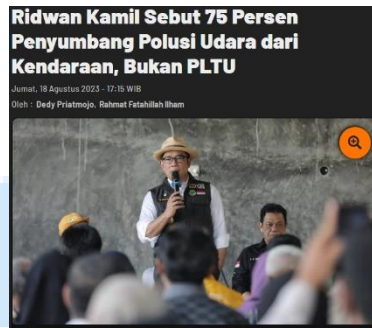 Ridwan Kamil Sebut 75 Persen
Penyumbang Polusi Udara dari
Kendaraan, Bukan PLTU
Jumat, 18 Agustus 2023 - 17:15 WIB
Oleh : Dedy Priatmojo, Rahmat Fatahillah Ilham